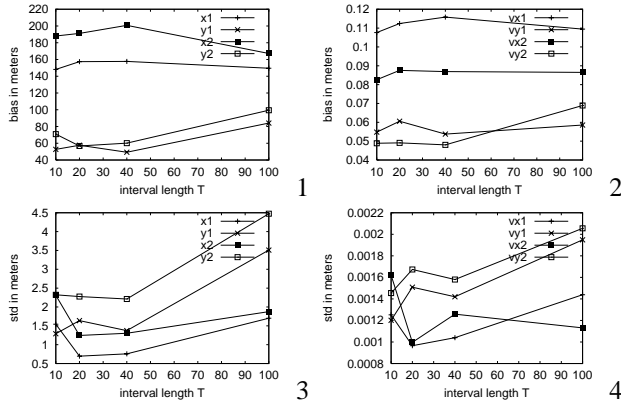 220
200
180
160
140
120
100
80
60
40
bias in meters
x1
y1
x2
y2
10 20 30 40 50 60 70 80 90 100
interval length T
1
0.12
0.11
0.1
0.09
0.08
0.07
0.06
0.05
0.04
bias in meters
vx1
vy1
vx2
vy2
10 20 30 40 50 60 70 80 90 100
interval length T
2
4.5
4
3.5
3
2.5
2
1.5
1
0.5
std in meters
x1
y1
x2
y2
10 20 30 40 50 60 70 80 90 100
interval length T
3
0.0022
0.002
0.0018
0.0016
0.0014
0.0012
0.001
0.0008
std in meters
vx1
vy1
vx2
vy2
10 20 30 40 50 60 70 80 90 100
interval length T
4